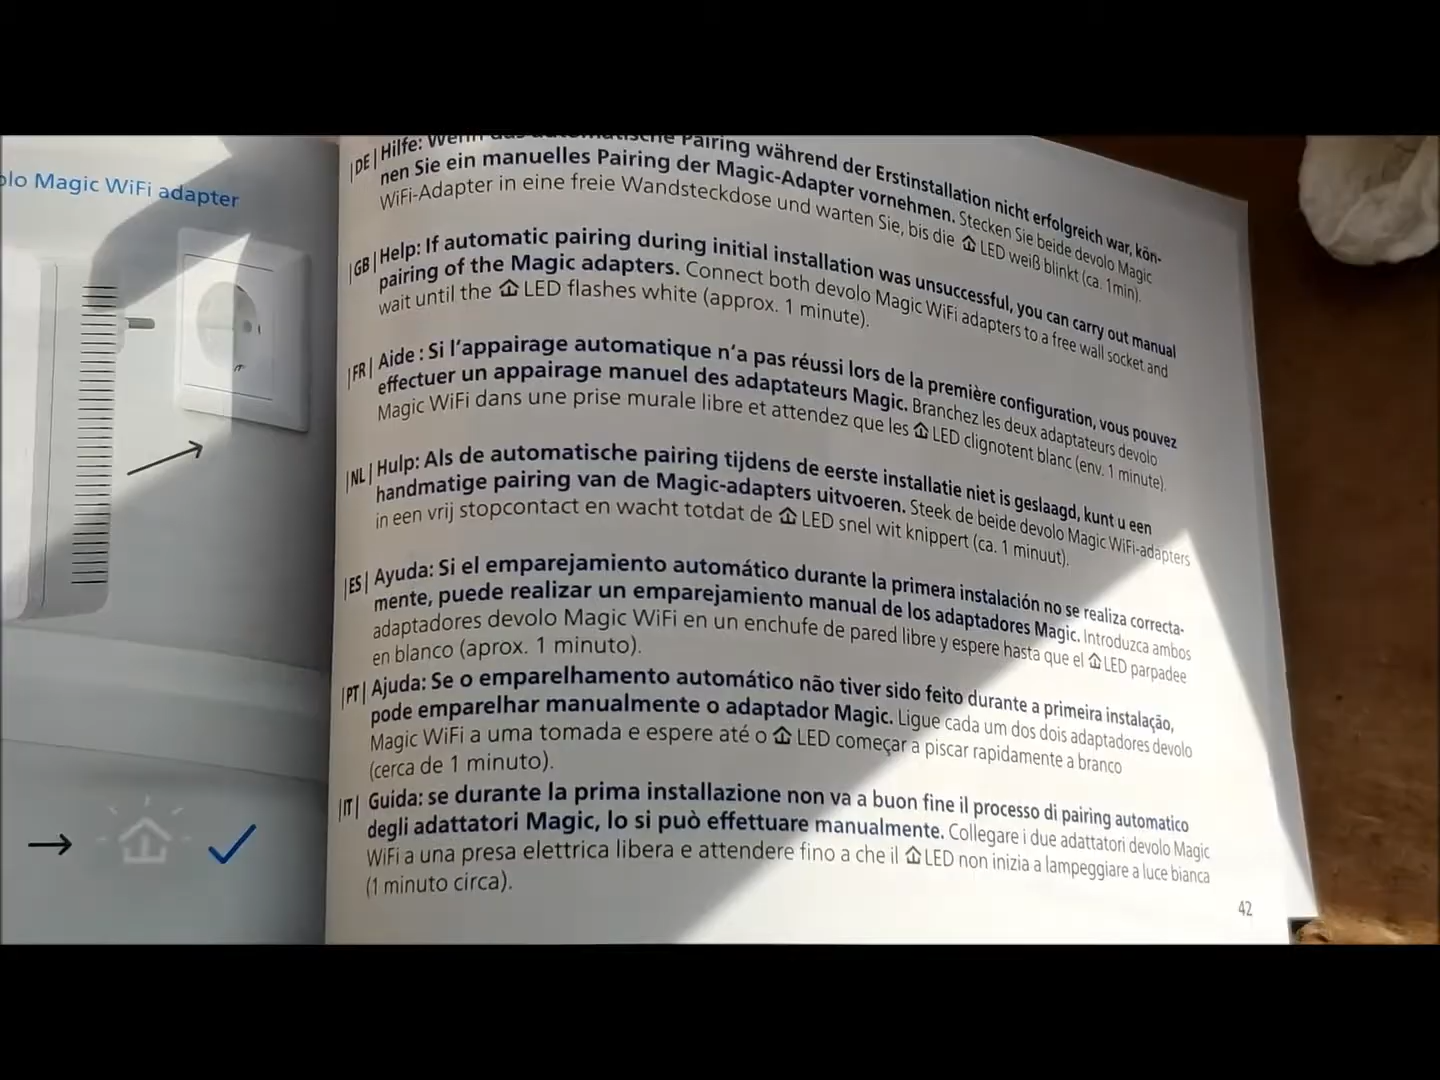 olo Magic WiFi adapter
|DE| Hilfe: Wenn das automatische Pairing während der Erstinstallation nicht erfolgreich war, kön-
nen Sie ein manuelles Pairing der Magic-Adapter vornehmen. Stecken Sie beide devolo Magic
WiFi-Adapter in eine freie Wandsteckdose und warten Sie, bis die LED weiß blinkt (ca. 1min).
|GB| Help: If automatic pairing during initial installation was unsuccessful, you can carry out manual
pairing of the Magic adapters. Connect both devolo Magic WiFi adapters to a free wall socket and
wait until the LED flashes white (approx. 1 minute).
|FR| Aide : Si l'appairage automatique n'a pas réussi lors de la première configuration, vous pouvez
effectuer un appairage manuel des adaptateurs Magic. Branchez les deux adaptateurs devolo
Magic WiFi dans une prise murale libre et attendez que les LED clignotent blanc (env. 1 minute).
|NL| Hulp: Als de automatische pairing tijdens de eerste installatie niet is geslaagd, kunt u een
handmatige pairing van de Magic-adapters uitvoeren. Steek de beide devolo Magic WiFi-adapters
in een vrij stopcontact en wacht totdat de LED snel wit knippert (ca. 1 minuut).
|ES| Ayuda: Si el emparejamiento automático durante la primera instalación no se realiza correcta-
mente, puede realizar un emparejamiento manual de los adaptadores Magic. Introduzca ambos
adaptadores devolo Magic WiFi en un enchufe de pared libre y espere hasta que el LED parpadee
en blanco (aprox. 1 minuto).
|PT| Ajuda: Se o emparelhamento automático não tiver sido feito durante a primeira instalação,
pode emparelhar manualmente o adaptador Magic. Ligue cada um dos dois adaptadores devolo
Magic WiFi a uma tomada e espere até o LED começar a piscar rapidamente a branco
(cerca de 1 minuto).
|IT| Guida: se durante la prima installazione non va a buon fine il processo di pairing automatico
degli adattatori Magic, lo si può effettuare manualmente. Collegare i due adattatori devolo Magic
WiFi a una presa elettrica libera e attendere fino a che il LED non inizia a lampeggiare a luce bianca
(1 minuto circa).
42